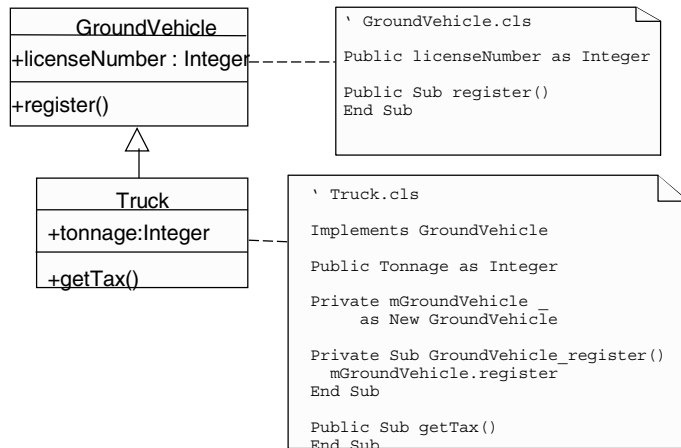 GroundVehicle
+licenseNumber : Integer
+register()
‵ GroundVehicle.cls
Public licenseNumber as Integer
Public Sub register()
End Sub
Truck
+tonnage:Integer
+getTax()
‵ Truck.cls
Implements GroundVehicle
Public Tonnage as Integer
Private mGroundVehicle _
as New GroundVehicle
Private Sub GroundVehicle_register()
mGroundVehicle.register
End Sub
Public Sub getTax()
End Sub